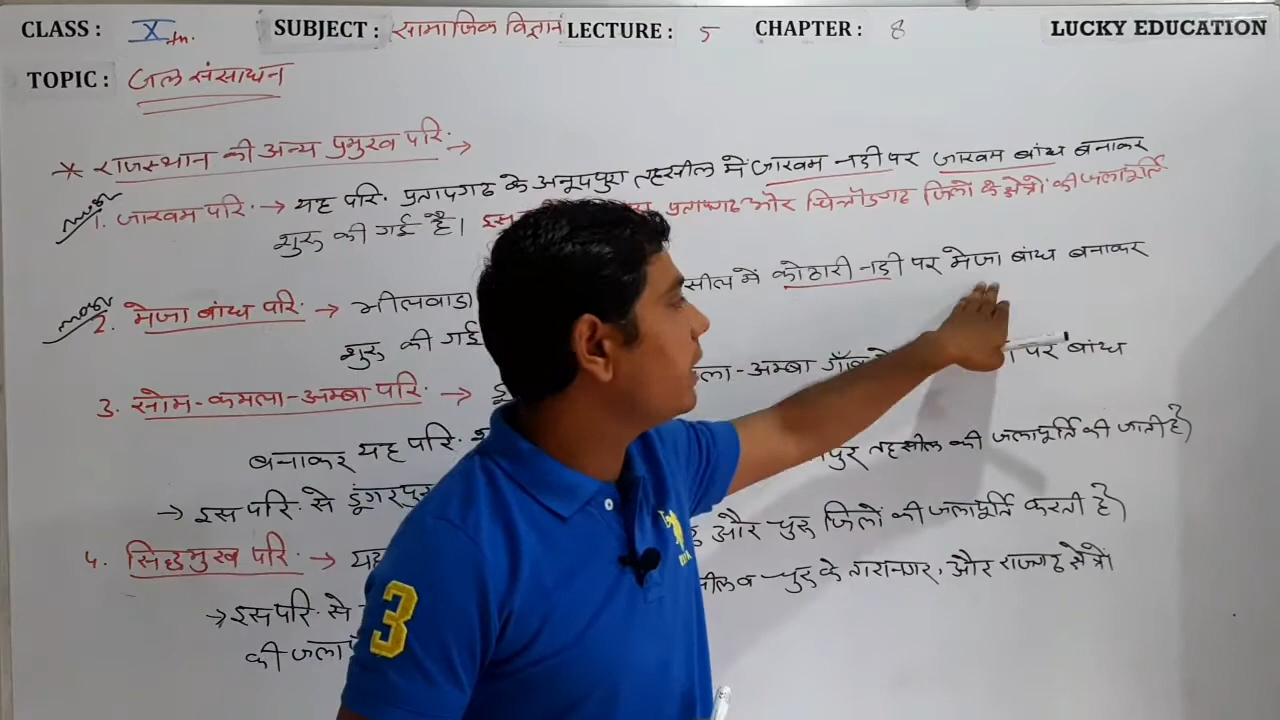 CLASS : X th. SUBJECT : सामाजिक विज्ञान LECTURE : 5 CHAPTER : 8 LUCKY EDUCATION
TOPIC : जल संसाधन
* राजस्थान की अन्य प्रमुख परि. →
1. जाखम परि. → यह परि. प्रतापगढ के अनूपपुरा तहसील में जाखम नदी पर जाखम बांध बनाकर
शुरू की गई है। इस प्रतापगढ और चित्तौडगढ जिलों के क्षेत्रों की जलापूर्ति
2. मेजा बांध परि. → भीलवाडा सील में कोठारी नदी पर मेजा बांध बनाकर
शुरू की गई
3. सोम-कमला-अम्बा परि. → डू ला-अम्बा गाँव पर बांध
बनाकर यह परि. पुर तहसील की जलापूर्ति की जाती है)
→ इस परि. से डूंगरपु
4. सिद्धमुख परि. → यह और चुरू जिलों की जलापूर्ति करती है)
→ इस परि. से सील व चुरू के तारानगर, और राजगढ क्षेत्रों
की जलाप
3